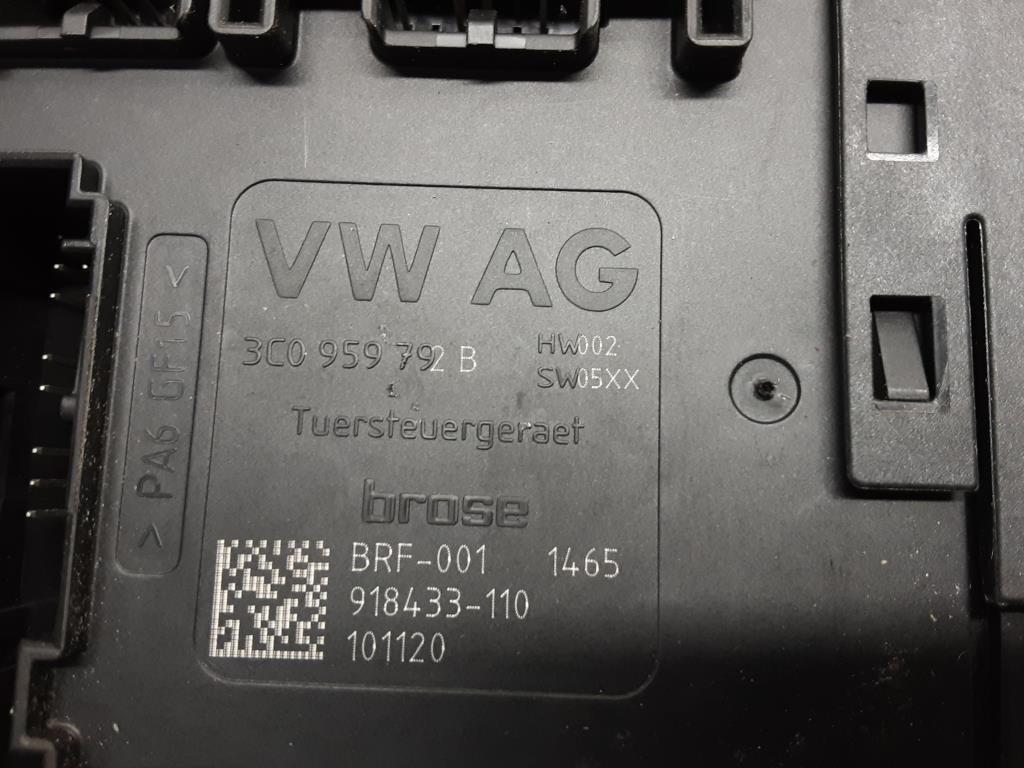 VW AG
3C0 959 792 B
HW002
SW05XX
Tuersteuergeraet
brose
BRF-001 1465
918433-110
101120
> PA6 GF15 <